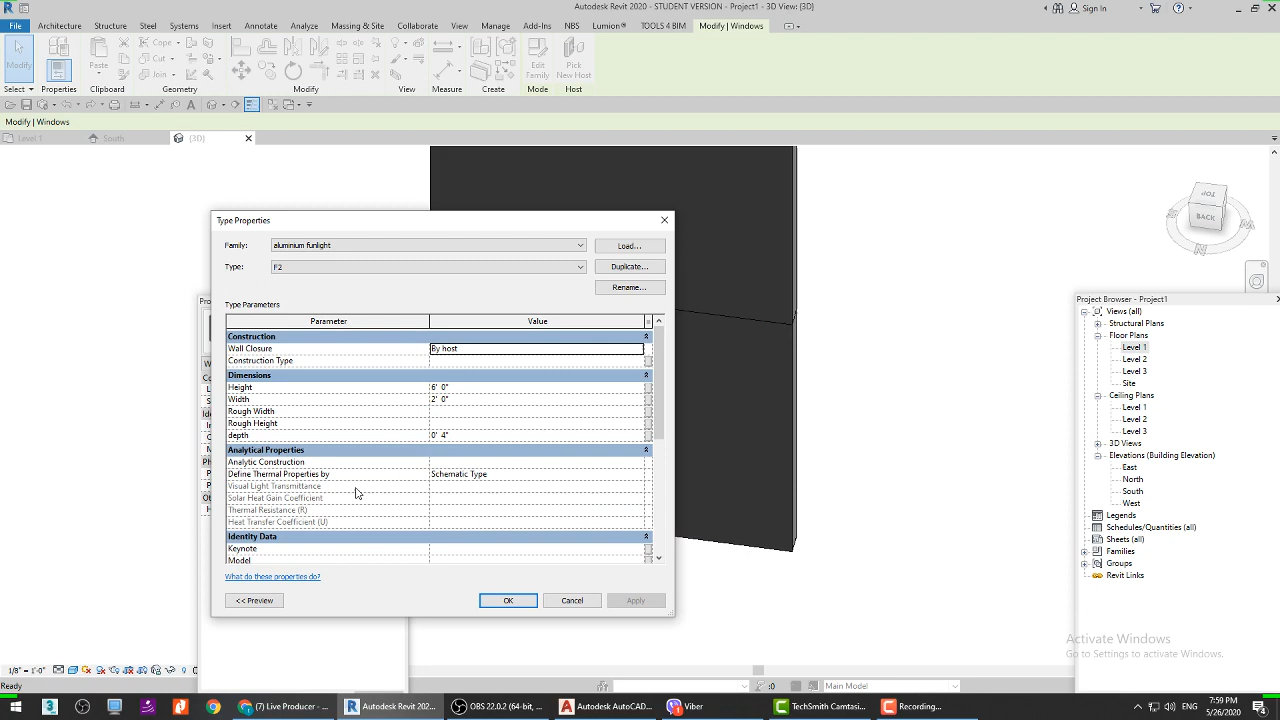 Autodesk Revit 2020 - STUDENT VERSION - Project1 - 3D View: {3D}
Sign In
File Architecture Structure Steel Systems Insert Annotate Analyze Massing & Site Collaborate View Manage Add-Ins NBS Lumion® TOOLS 4 BIM Modify | Windows
Modify Properties Paste Cope Cut Join Edit Family Pick New Host
Select Properties Clipboard Geometry Modify View Measure Create Mode Host
Modify | Windows
Level 1 South {3D}
TOP
BACK
Type Properties
Family: aluminium funlight Load...
Type: F2 Duplicate...
Rename...
Type Parameters
Parameter Value
Construction
Wall Closure By host
Construction Type
Dimensions
Height 6' 0"
Width 2' 0"
Rough Width
Rough Height
depth 0' 4"
Analytical Properties
Analytic Construction
Define Thermal Properties by Schematic Type
Visual Light Transmittance
Solar Heat Gain Coefficient
Thermal Resistance (R)
Heat Transfer Coefficient (U)
Identity Data
Keynote
Model
What do these properties do?
<< Preview OK Cancel Apply
Project Browser - Project1
Views (all)
Structural Plans
Floor Plans
Level 1
Level 2
Level 3
Site
Ceiling Plans
Level 1
Level 2
Level 3
3D Views
Elevations (Building Elevation)
East
North
South
West
Legends
Schedules/Quantities (all)
Sheets (all)
Families
Groups
Revit Links
Activate Windows
Go to Settings to activate Windows.
1/8" = 1'-0"
Ready :0 Main Model
(7) Live Producer - ... Autodesk Revit 202... OBS 22.0.2 (64-bit, ... Autodesk AutoCAD... Viber TechSmith Camtasi... Recording...
7:59 PM
5/26/2020